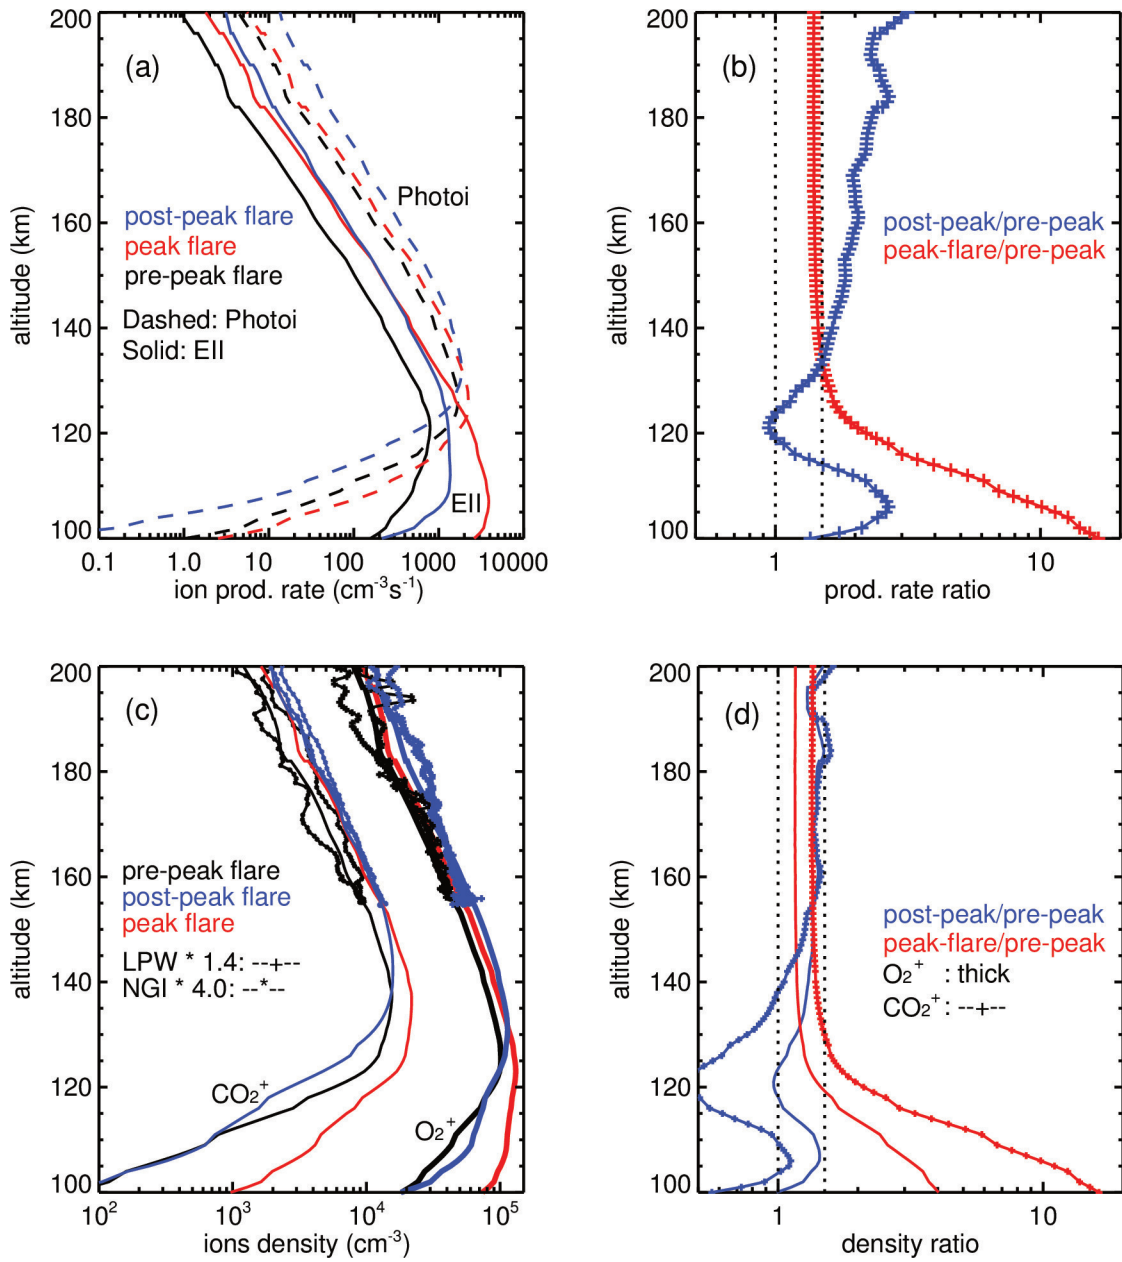 200
180
160
140
120
100
altitude (km)
(a)
Photoi
post-peak flare
peak flare
pre-peak flare
Dashed: Photoi
Solid: EII
EII
0.1 1.0 10 100 1000 10000
ion prod. rate (cm⁻³s⁻¹)
200
180
160
140
120
100
altitude (km)
(b)
post-peak/pre-peak
peak-flare/pre-peak
1 10
prod. rate ratio
200
180
160
140
120
100
altitude (km)
(c)
pre-peak flare
post-peak flare
peak flare
LPW * 1.4: --+--
NGI * 4.0: --*--
CO₂⁺
O₂⁺
10² 10³ 10⁴ 10⁵
ions density (cm⁻³)
200
180
160
140
120
100
altitude (km)
(d)
post-peak/pre-peak
peak-flare/pre-peak
O₂⁺ : thick
CO₂⁺: --+--
1 10
density ratio